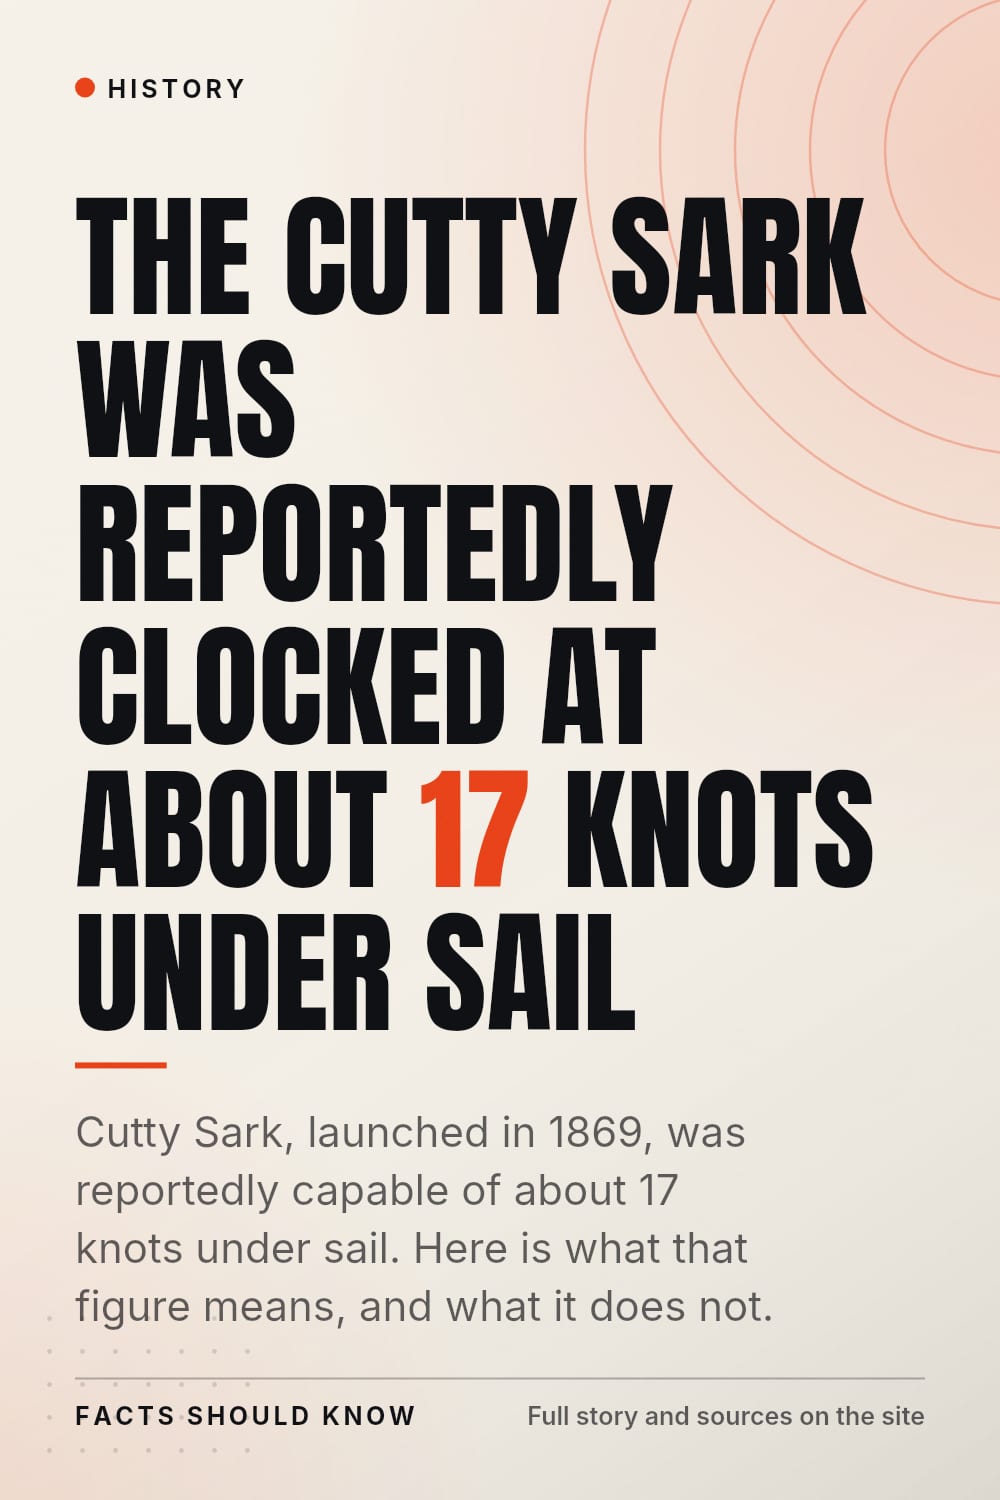 HISTORY
THE CUTTY SARK
WAS
REPORTEDLY
CLOCKED AT
ABOUT 17 KNOTS
UNDER SAIL
Cutty Sark, launched in 1869, was
reportedly capable of about 17
knots under sail. Here is what that
figure means, and what it does not.
FACTS SHOULD KNOW
Full story and sources on the site